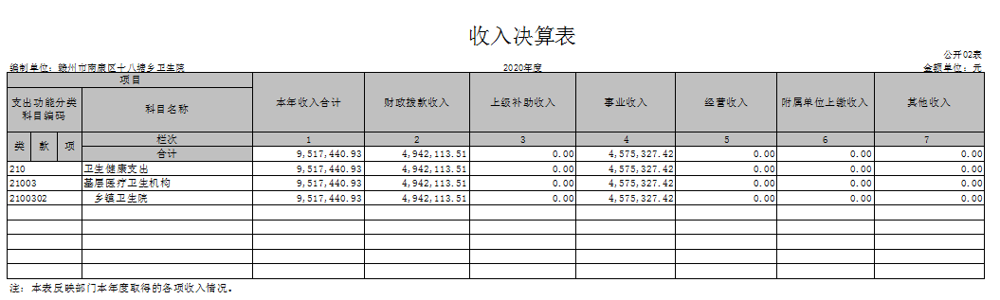 收入决算表
公开02表
编制单位：赣州市南康区十八塘乡卫生院 2020年度 金额单位：元
项目 本年收入合计 财政拨款收入 上级补助收入 事业收入 经营收入 附属单位上缴收入 其他收入
支出功能分类科目编码 科目名称
类 款 项 栏次 1 2 3 4 5 6 7
合计 9,517,440.93 4,942,113.51 0.00 4,575,327.42 0.00 0.00 0.00
210 卫生健康支出 9,517,440.93 4,942,113.51 0.00 4,575,327.42 0.00 0.00 0.00
21003 基层医疗卫生机构 9,517,440.93 4,942,113.51 0.00 4,575,327.42 0.00 0.00 0.00
2100302 乡镇卫生院 9,517,440.93 4,942,113.51 0.00 4,575,327.42 0.00 0.00 0.00
注：本表反映部门本年度取得的各项收入情况。